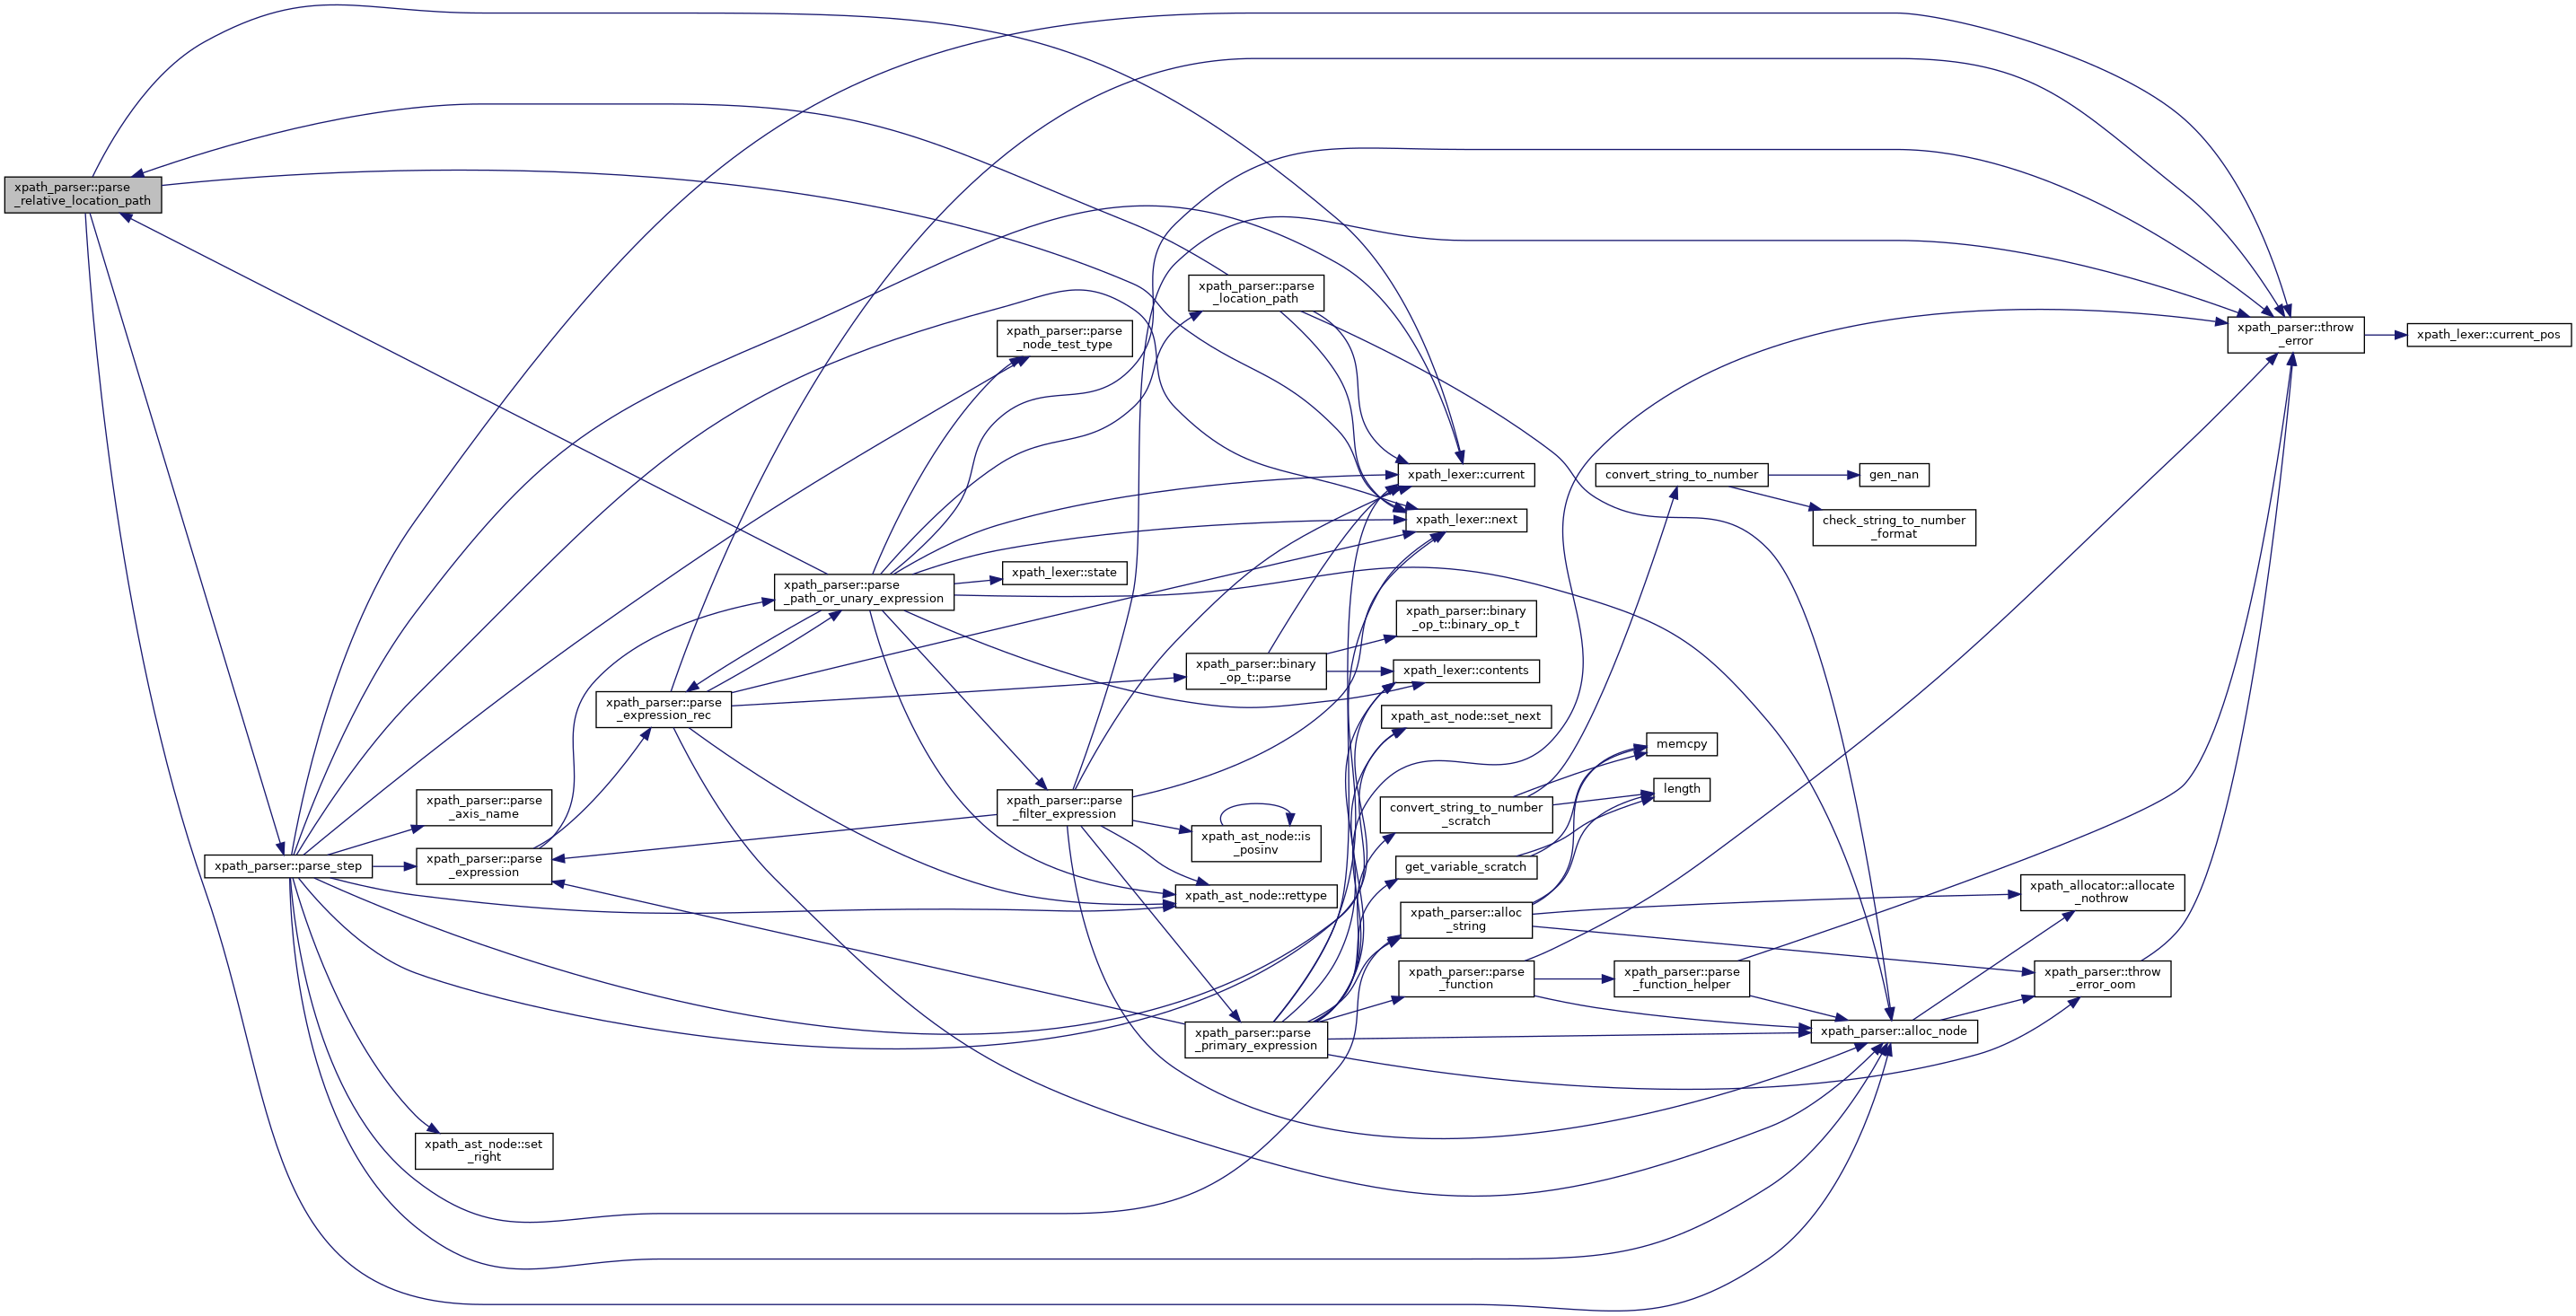 xpath_parser::parse
_relative_location_path
xpath_parser::parse_step
xpath_parser::parse
_axis_name
xpath_parser::parse
_expression
xpath_ast_node::set
_right
xpath_parser::parse
_expression_rec
xpath_parser::parse
_path_or_unary_expression
xpath_parser::parse
_node_test_type
xpath_lexer::state
xpath_parser::parse
_filter_expression
xpath_parser::parse
_location_path
xpath_parser::binary
_op_t::parse
xpath_ast_node::is
_posinv
xpath_ast_node::rettype
xpath_parser::parse
_primary_expression
xpath_lexer::current
xpath_lexer::next
xpath_parser::binary
_op_t::binary_op_t
xpath_lexer::contents
xpath_ast_node::set_next
convert_string_to_number
_scratch
get_variable_scratch
xpath_parser::alloc
_string
xpath_parser::parse
_function
convert_string_to_number
memcpy
length
xpath_parser::parse
_function_helper
gen_nan
check_string_to_number
_format
xpath_parser::alloc_node
xpath_allocator::allocate
_nothrow
xpath_parser::throw
_error_oom
xpath_parser::throw
_error
xpath_lexer::current_pos